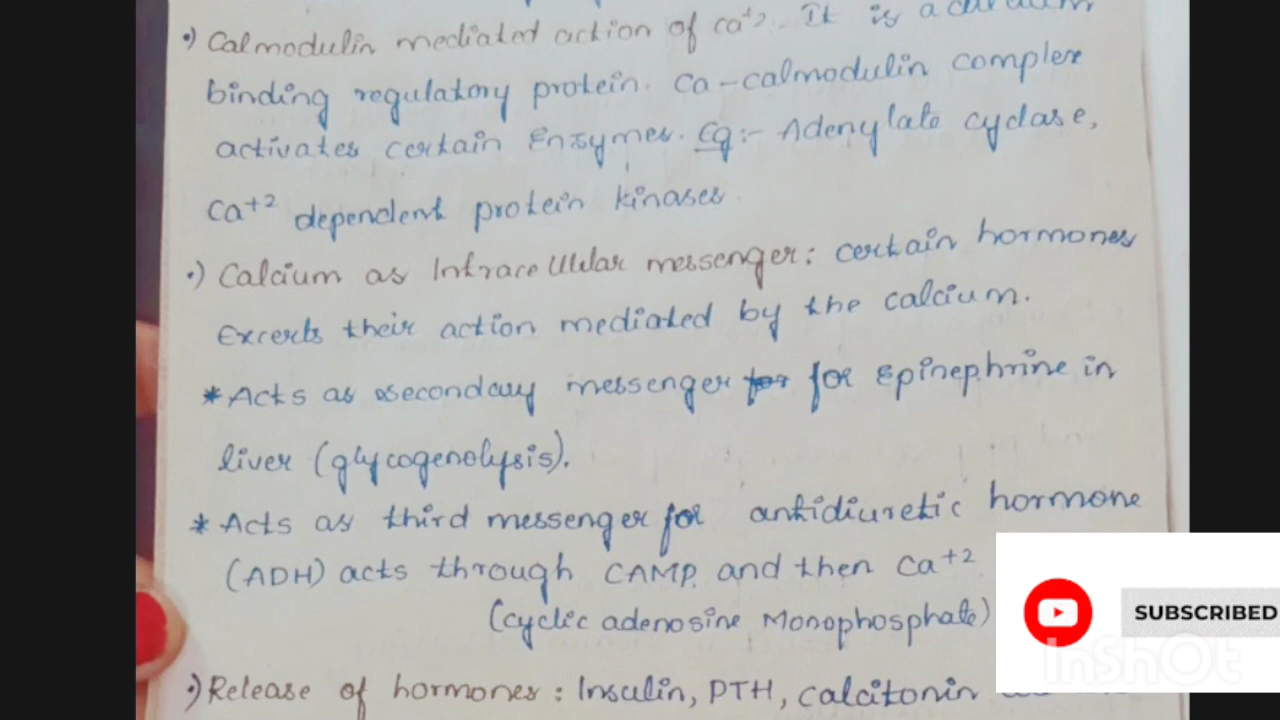 •) Calmodulin mediated action of Ca+2. It is a
binding regulatory protein. Ca-calmodulin complex
activates certain Enzymes. Eg:- Adenylate cyclase,
Ca+2 dependent protein kinases.
•) Calcium as Intracellular messenger: certain hormones
Excerts their action mediated by the calcium.
* Acts as secondary messenger for for Epinephrine in
liver (glycogenolysis).
* Acts as third messenger for antidiuretic hormone
(ADH) acts through CAMP. and then Ca+2
(cyclic adenosine Monophosphate)
SUBSCRIBED
InShOt
•) Release of hormones: Insulin, PTH, calcitonin